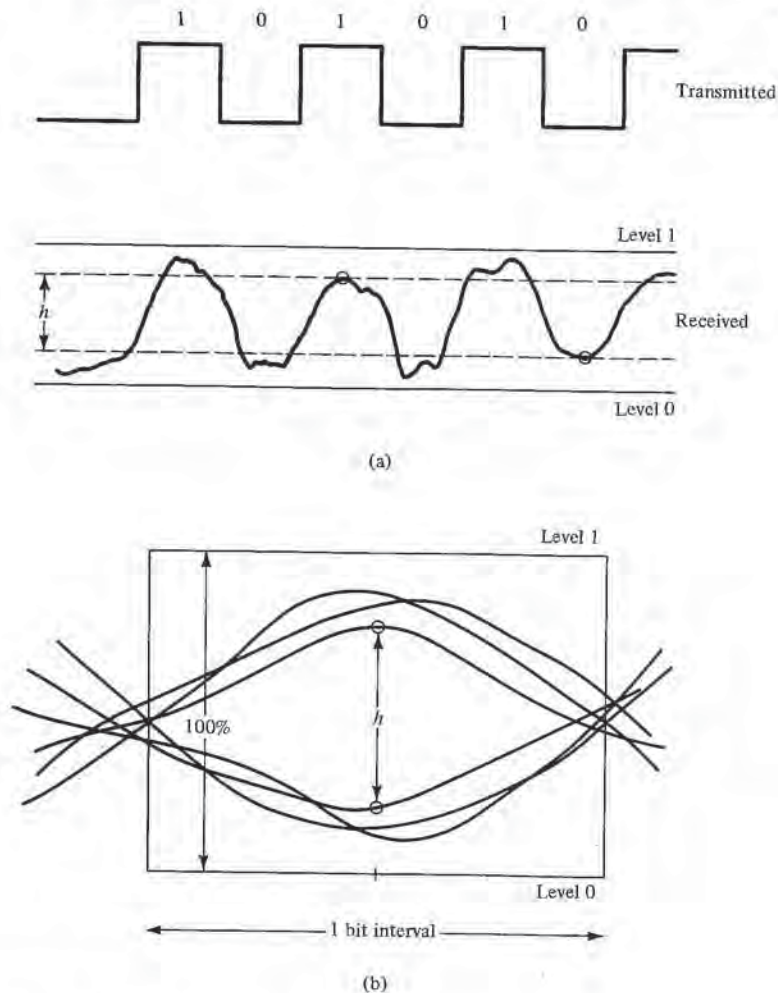 1 0 1 0 1 0
Transmitted
Level 1
h
Received
Level 0
(a)
Level 1
100%
h
Level 0
1 bit interval
(b)